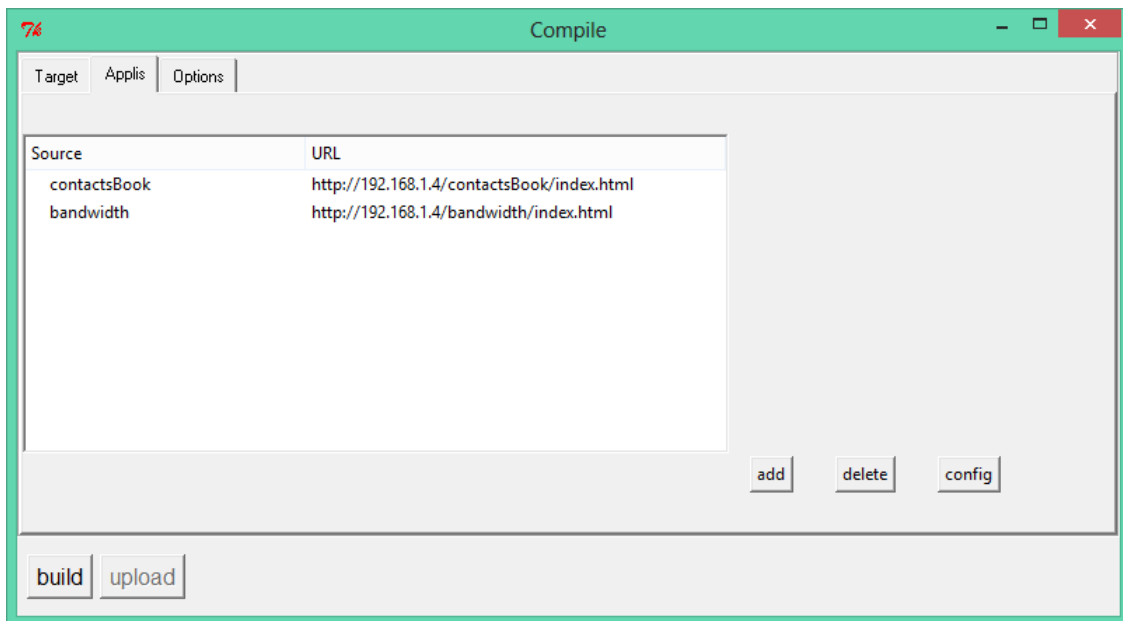 Compile
Target Applis Options
Source URL
contactsBook http://192.168.1.4/contactsBook/index.html
bandwidth http://192.168.1.4/bandwidth/index.html
add delete config
build upload